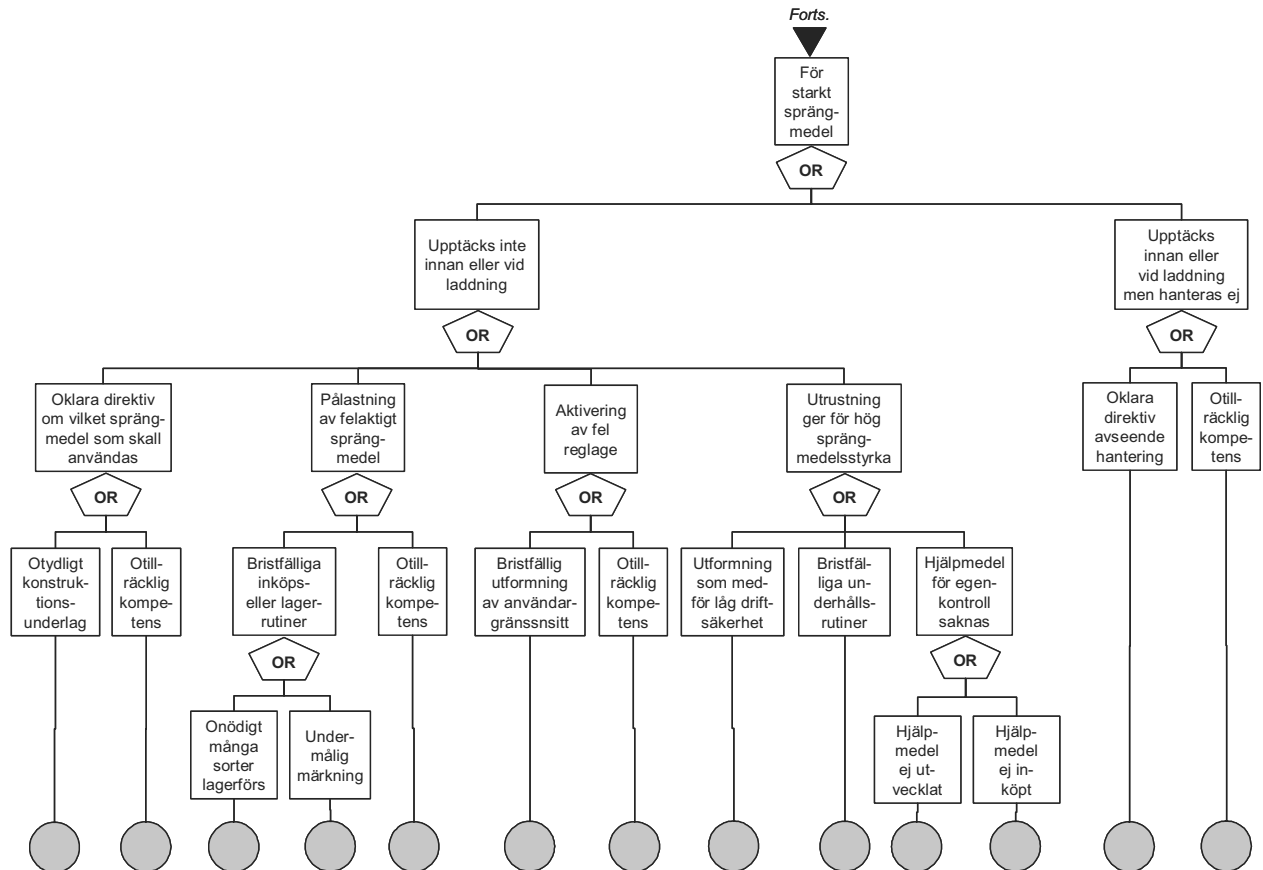 Forts.
För
starkt
spräng-
medel
OR
Upptäcks inte
innan eller vid
laddning
Upptäcks
innan eller
vid laddning
men hanteras ej
OR
OR
Oklara direktiv
om vilket spräng-
medel som skall
användas
Pålastning
av felaktigt
spräng-
medel
Aktivering
av fel
reglage
Utrustning
ger för hög
spräng-
medelsstyrka
Oklara
direktiv
avseende
hantering
Otill-
räcklig
kompe-
tens
OR
OR
OR
OR
Otydligt
konstruk-
tions-
underlag
Otill-
räcklig
kompe-
tens
Bristfälliga
inköps-
eller lager-
rutiner
Otill-
räcklig
kompe-
tens
Bristfällig
utformning
av användar-
gränssnsitt
Otill-
räcklig
kompe-
tens
Utformning
som med-
för låg drift-
säkerhet
Bristfäl-
liga un-
derhålls-
rutiner
Hjälpmedel
för egen-
kontroll
saknas
OR
OR
Onödigt
många
sorter
lagerförs
Under-
målig
märkning
Hjälp-
medel
ej ut-
vecklat
Hjälp-
medel
ej in-
köpt